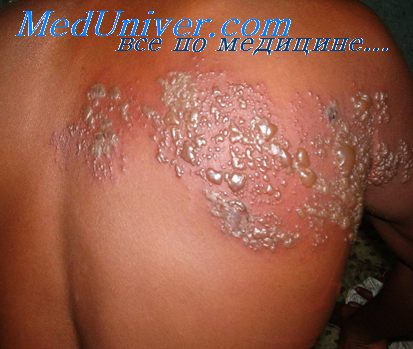 MedUniver.com
все по медицине....